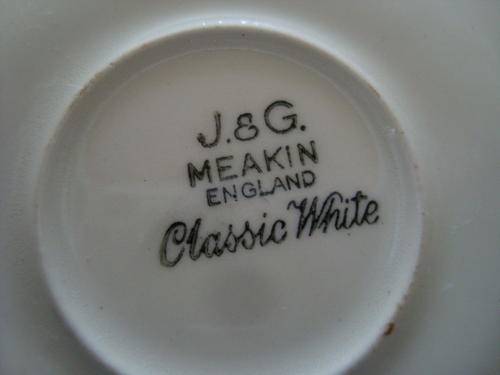 J. & G.
MEAKIN
ENGLAND
Classic White